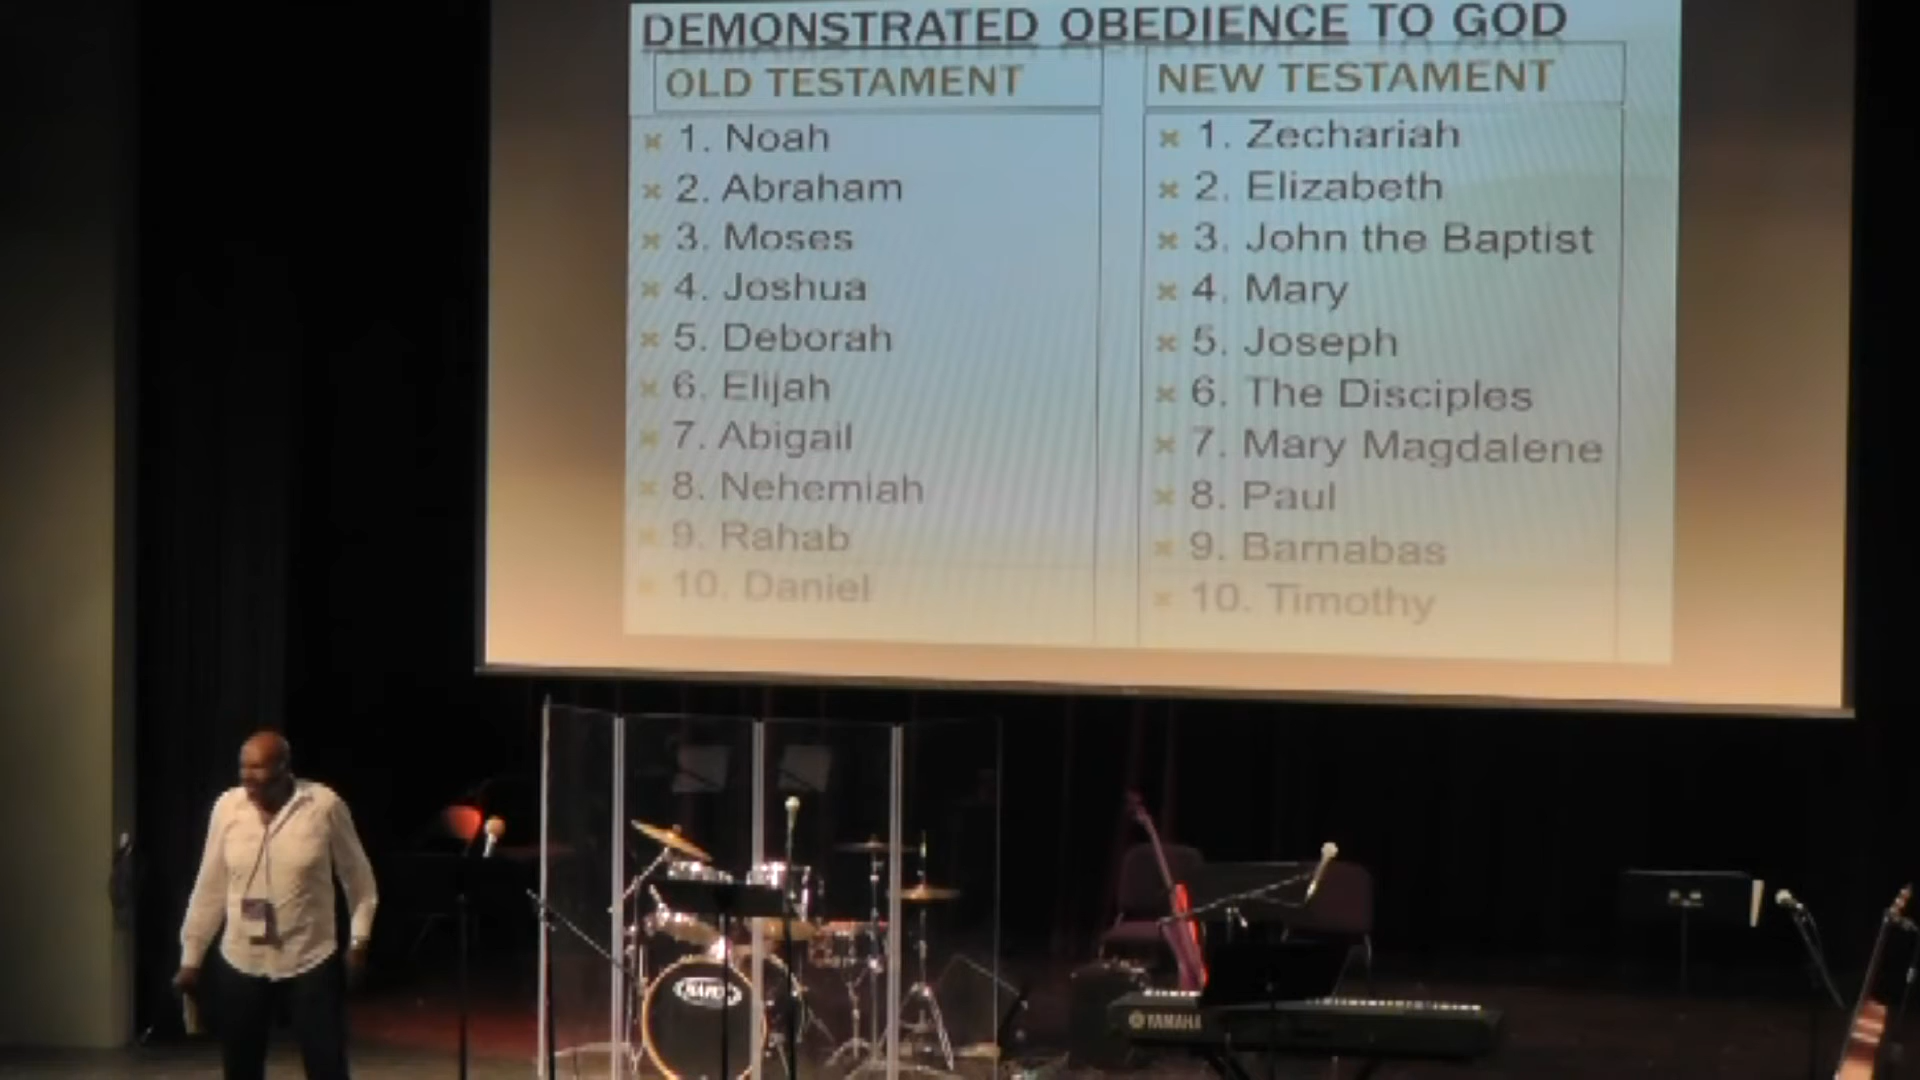 DEMONSTRATED OBEDIENCE TO GOD
OLD TESTAMENT
1. Noah
2. Abraham
3. Moses
4. Joshua
5. Deborah
6. Elijah
7. Abigail
8. Nehemiah
9. Rahab
10. Daniel
NEW TESTAMENT
1. Zechariah
2. Elizabeth
3. John the Baptist
4. Mary
5. Joseph
6. The Disciples
7. Mary Magdalene
8. Paul
9. Barnabas
10. Timothy
YAMAHA